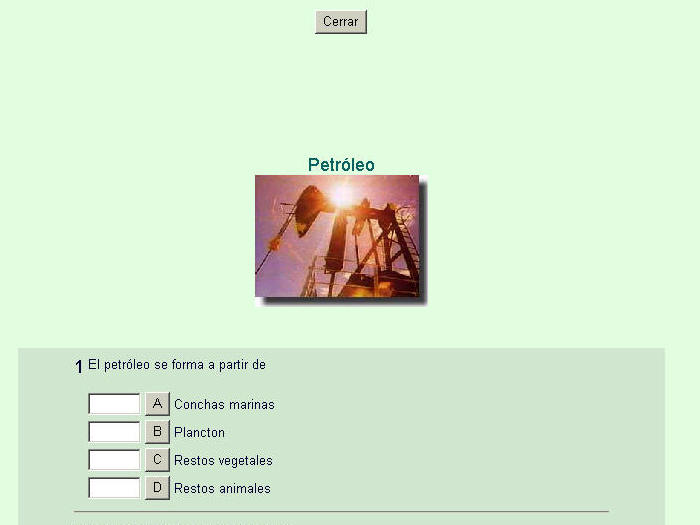 Cerrar
Petróleo
1 El petróleo se forma a partir de
A Conchas marinas
B Plancton
C Restos vegetales
D Restos animales